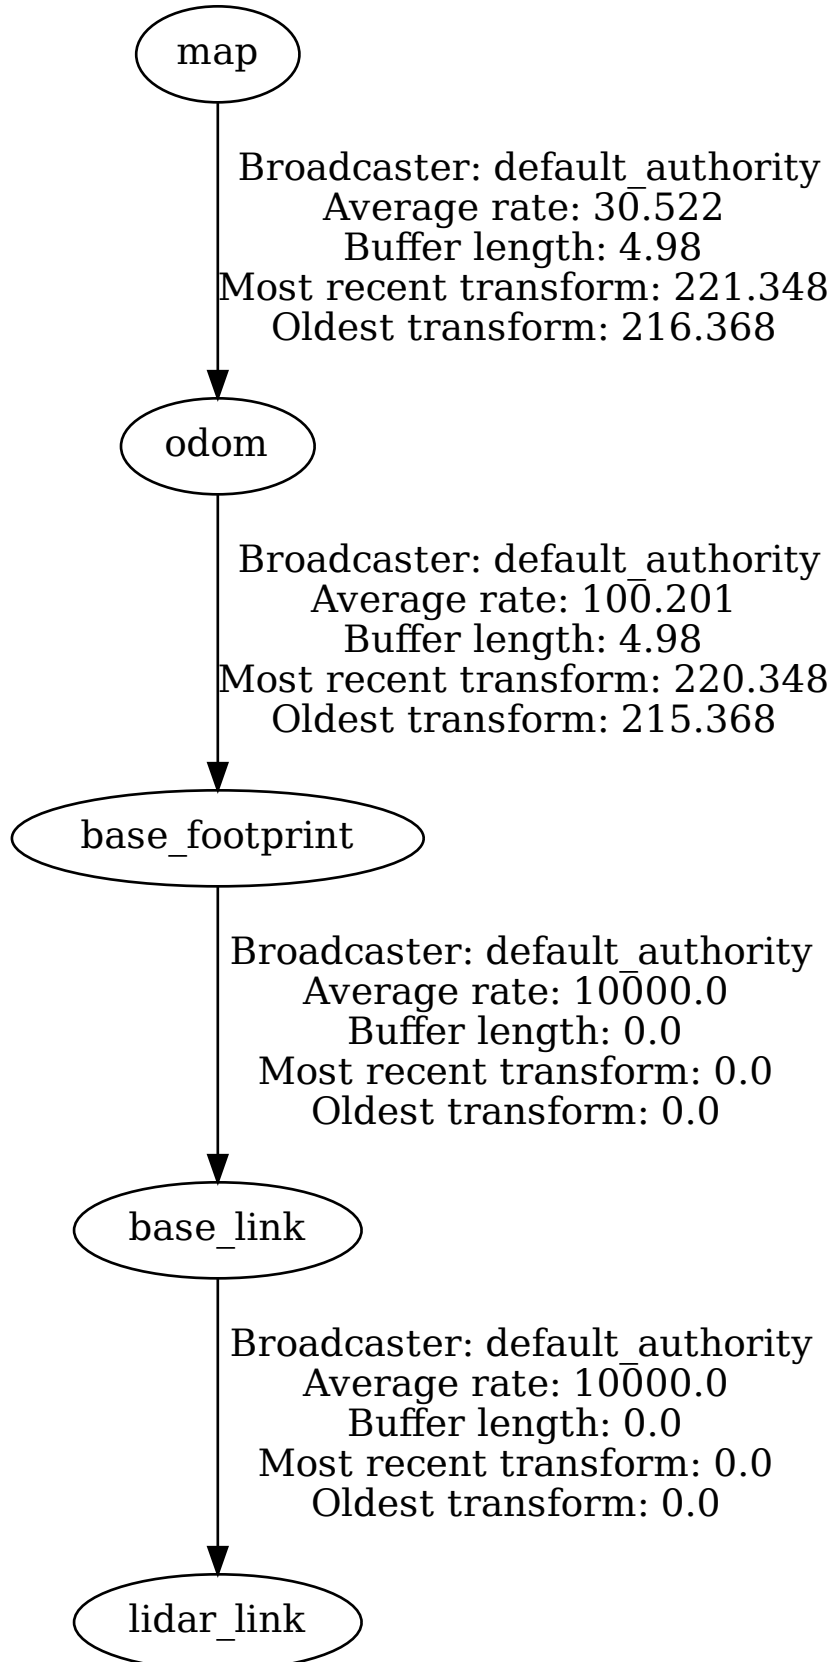 map
Broadcaster: default_authority
Average rate: 30.522
Buffer length: 4.98
Most recent transform: 221.348
Oldest transform: 216.368
odom
Broadcaster: default_authority
Average rate: 100.201
Buffer length: 4.98
Most recent transform: 220.348
Oldest transform: 215.368
base_footprint
Broadcaster: default_authority
Average rate: 10000.0
Buffer length: 0.0
Most recent transform: 0.0
Oldest transform: 0.0
base_link
Broadcaster: default_authority
Average rate: 10000.0
Buffer length: 0.0
Most recent transform: 0.0
Oldest transform: 0.0
lidar_link